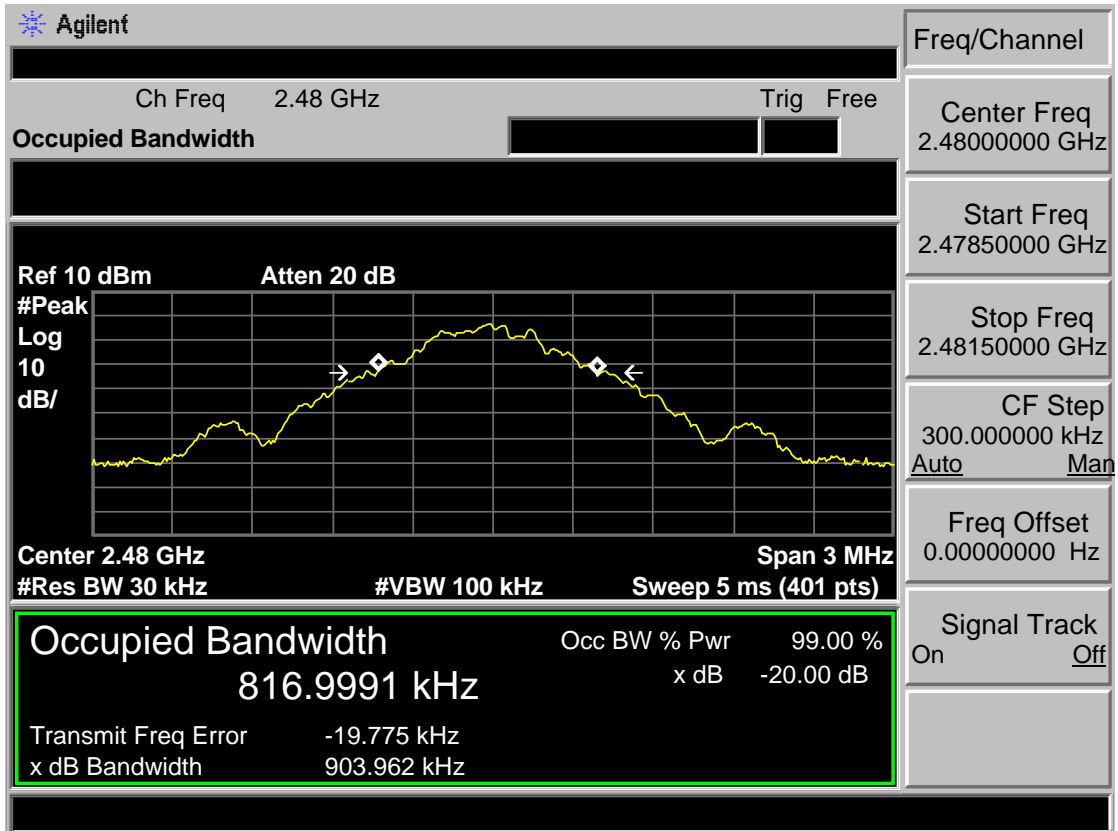 Agilent
Ch Freq 2.48 GHz Trig Free
Occupied Bandwidth
Ref 10 dBm Atten 20 dB
#Peak
Log
10
dB/
Center 2.48 GHz Span 3 MHz
#Res BW 30 kHz #VBW 100 kHz Sweep 5 ms (401 pts)
Occupied Bandwidth
816.9991 kHz
Occ BW % Pwr 99.00 %
x dB -20.00 dB
Transmit Freq Error -19.775 kHz
x dB Bandwidth 903.962 kHz
Freq/Channel
Center Freq
2.48000000 GHz
Start Freq
2.47850000 GHz
Stop Freq
2.48150000 GHz
CF Step
300.000000 kHz
Auto Man
Freq Offset
0.00000000 Hz
Signal Track
On Off